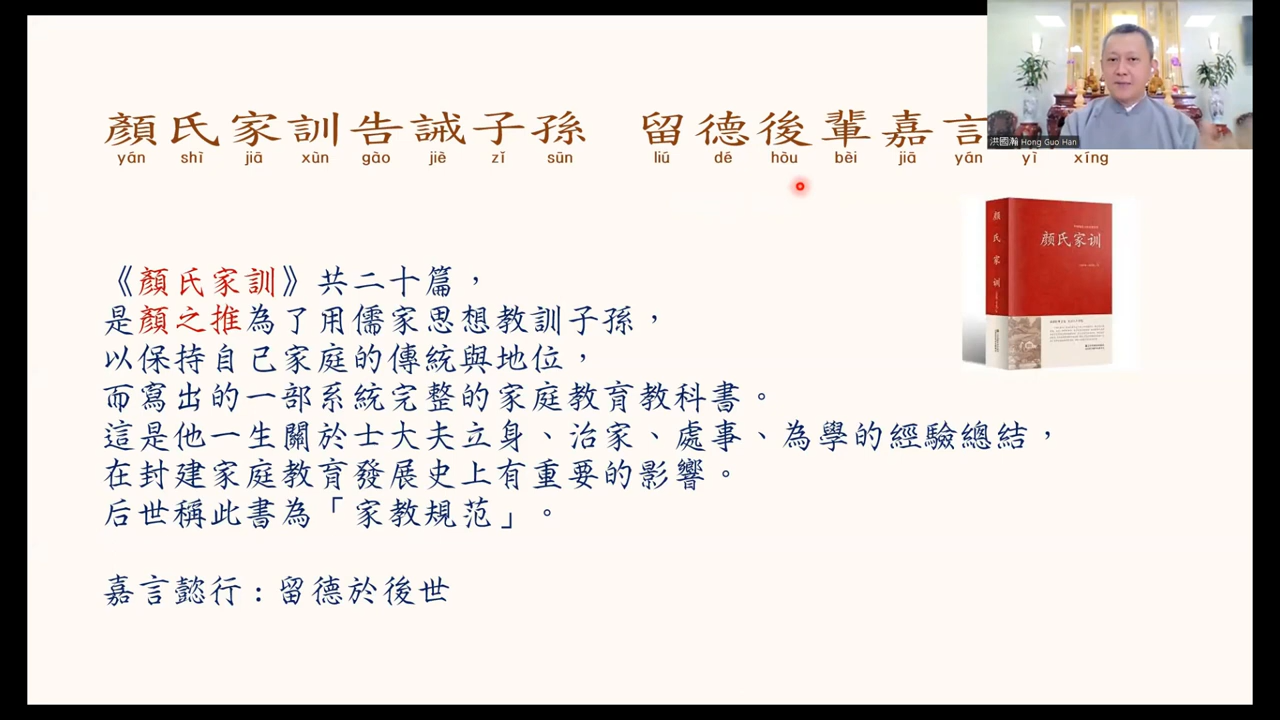 顏氏家訓告誡子孫 留德後輩嘉言
yán shì jiā xùn gào jiè zǐ sūn liú dé hòu bèi jiā yán yì xíng
洪國瀚 Hong Guo Han
《顏氏家訓》共二十篇，
是顏之推為了用儒家思想教訓子孫，
以保持自己家庭的傳統與地位，
而寫出的一部系統完整的家庭教育教科書。
這是他一生關於士大夫立身、治家、處事、為學的經驗總結，
在封建家庭教育發展史上有重要的影響。
后世稱此書為「家教規范」。
嘉言懿行：留德於後世
顏氏家訓
颜氏家训